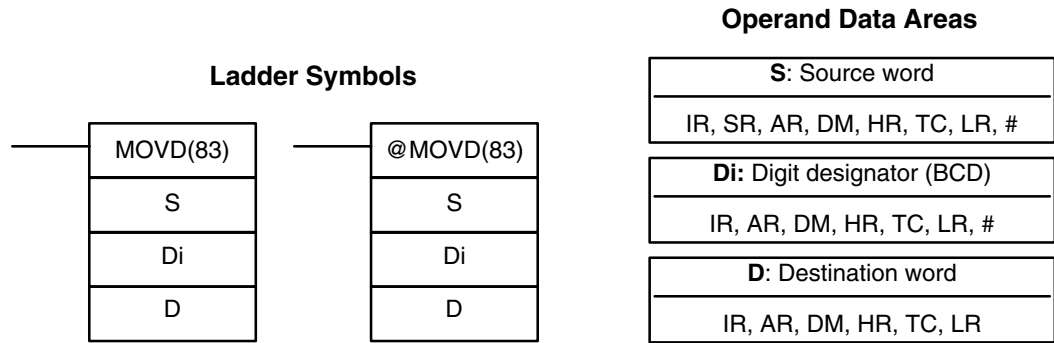 Ladder Symbols
MOVD(83)
S
Di
D
@MOVD(83)
S
Di
D
Operand Data Areas
S: Source word
IR, SR, AR, DM, HR, TC, LR, #
Di: Digit designator (BCD)
IR, AR, DM, HR, TC, LR, #
D: Destination word
IR, AR, DM, HR, TC, LR